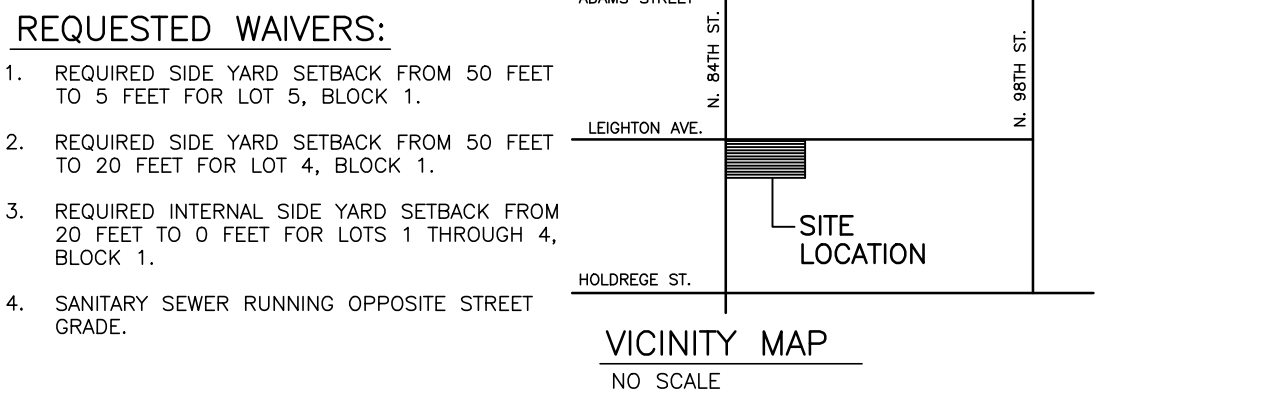 REQUESTED WAIVERS:
1. REQUIRED SIDE YARD SETBACK FROM 50 FEET
TO 5 FEET FOR LOT 5, BLOCK 1.
2. REQUIRED SIDE YARD SETBACK FROM 50 FEET
TO 20 FEET FOR LOT 4, BLOCK 1.
3. REQUIRED INTERNAL SIDE YARD SETBACK FROM
20 FEET TO 0 FEET FOR LOTS 1 THROUGH 4,
BLOCK 1.
4. SANITARY SEWER RUNNING OPPOSITE STREET
GRADE.
ADAMS STREET
N. 84TH ST.
N. 98TH ST.
LEIGHTON AVE.
SITE
LOCATION
HOLDREGE ST.
VICINITY MAP
NO SCALE